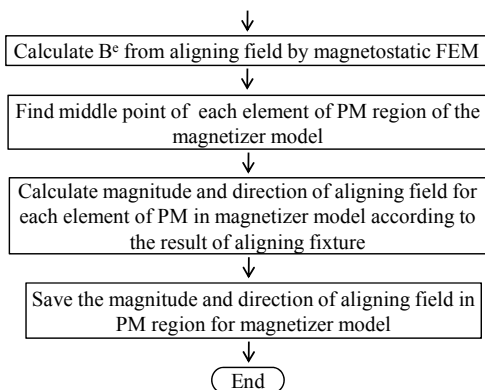 Calculate Bᵉ from aligning field by magnetostatic FEM
Find middle point of each element of PM region of the
magnetizer model
Calculate magnitude and direction of aligning field for
each element of PM in magnetizer model according to
the result of aligning fixture
Save the magnitude and direction of aligning field in
PM region for magnetizer model
End